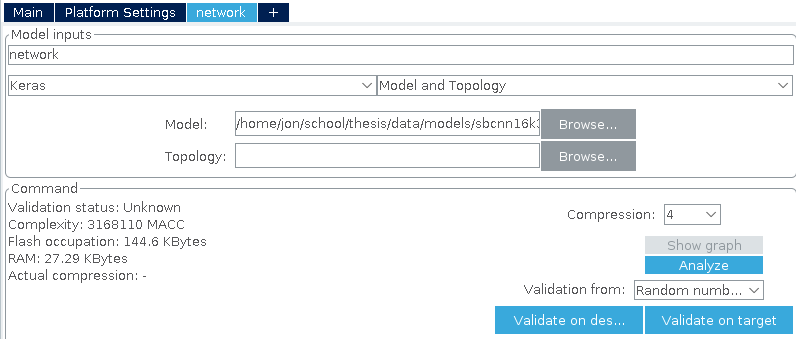 Main Platform Settings network +
Model inputs
network
Keras Model and Topology
Model: /home/jon/school/thesis/data/models/sbcnn16k3 Browse...
Topology: Browse...
Command
Validation status: Unknown
Complexity: 3168110 MACC
Compression: 4
Flash occupation: 144.6 KBytes
Show graph
RAM: 27.29 KBytes
Analyze
Actual compression: -
Validation from: Random numb...
Validate on des... Validate on target